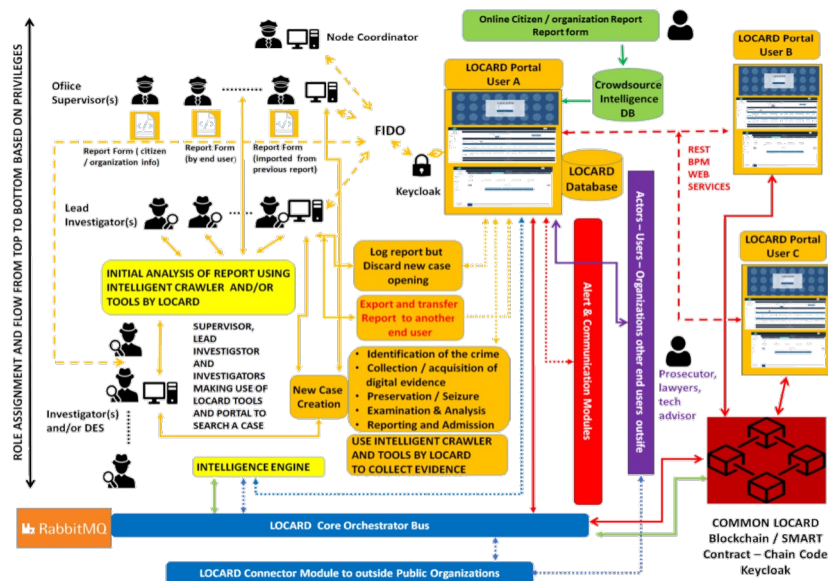 ROLE ASSIGNMENT AND FLOW FROM TOP TO BOTTOM BASED ON PRIVILEGES
Node Coordinator
Ofiice
Supervisor(s)
Report Form ( citizen
/ organization info)
Report Form
(by end user)
Report Form
(imported from
previous report)
FIDO
Keycloak
Lead
Investigator(s)
INITIAL ANALYSIS OF REPORT USING
INTELLIGENT CRAWLER AND/OR
TOOLS BY LOCARD
SUPERVISOR,
LEAD
INVESTIGSTOR
AND
INVESTIGATORS
MAKING USE OF
LOCARD TOOLS
AND PORTAL TO
SEARCH A CASE
Investigator(s)
and/or DES
New Case
Creation
Log report but
Discard new case
opening
Export and transfer
Report to another
end user
• Identification of the crime
• Collection / acquisition of
digital evidence
• Preservation / Seizure
• Examination & Analysis
• Reporting and Admission
USE INTELLIGENT CRAWLER
AND TOOLS BY LOCARD
TO COLLECT EVIDENCE
INTELLIGENCE ENGINE
RabbitMQ
LOCARD Core Orchestrator Bus
LOCARD Connector Module to outside Public Organizations
Online Citizen / organization Report
Report form
LOCARD Portal
User A
Crowdsource
Intelligence
DB
LOCARD
Database
Alert & Communication Modules
Actors – Users – Organizations other end users outside
REST
BPM
WEB
SERVICES
LOCARD Portal
User B
LOCARD Portal
User C
Prosecutor,
lawyers,
tech
advisor
COMMON LOCARD
Blockchain / SMART
Contract – Chain Code
Keycloak